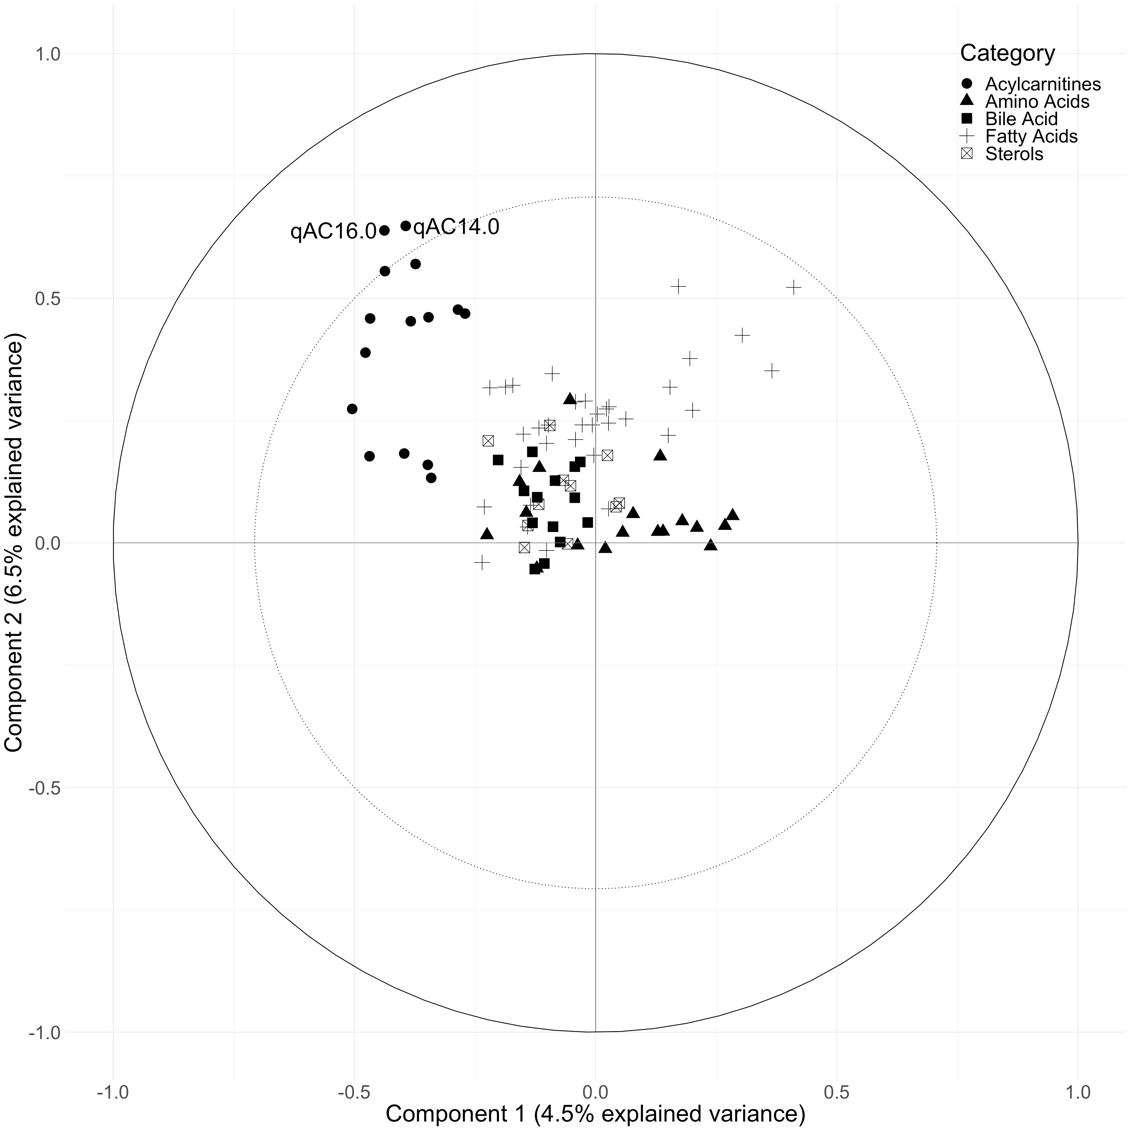 Category
Acylcarnitines
Amino Acids
Bile Acid
Fatty Acids
Sterols
1.0
0.5
0.0
-0.5
-1.0
qAC16.0
qAC14.0
Component 2 (6.5% explained variance)
-1.0
-0.5
0.0
0.5
1.0
Component 1 (4.5% explained variance)